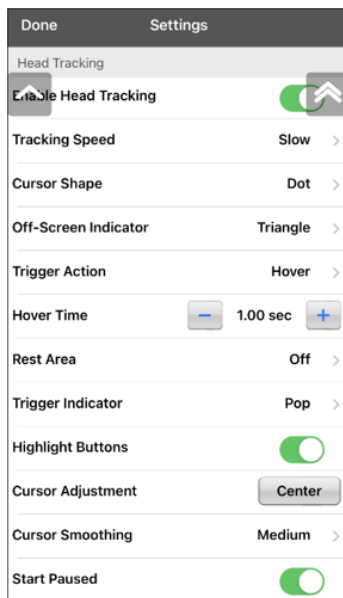 Done Settings
Head Tracking
Enable Head Tracking
Tracking Speed Slow
Cursor Shape Dot
Off-Screen Indicator Triangle
Trigger Action Hover
Hover Time − 1.00 sec +
Rest Area Off
Trigger Indicator Pop
Highlight Buttons
Cursor Adjustment Center
Cursor Smoothing Medium
Start Paused